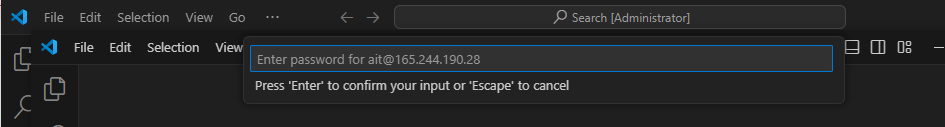 File Edit Selection View Go ··· Search [Administrator]
File Edit Selection View
Enter password for ait@165.244.190.28
Press 'Enter' to confirm your input or 'Escape' to cancel